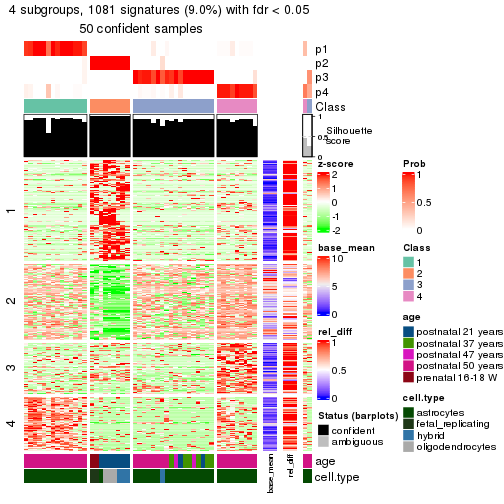 4 subgroups, 1081 signatures (9.0%) with fdr < 0.05
50 confident samples
p1
p2
p3
p4
Class
1
0.5
0
Silhouette
score
1
2
3
4
z-score
2
1
0
-1
-2
base_mean
10
5
0
rel_diff
1
0.5
0
Status (barplots)
confident
ambiguous
Prob
1
0.5
0
Class
1
2
3
4
age
postnatal 21 years
postnatal 37 years
postnatal 47 years
postnatal 50 years
prenatal 16-18 W
cell.type
astrocytes
fetal_replicating
hybrid
oligodendrocytes
age
cell.type
base_mean
rel_diff